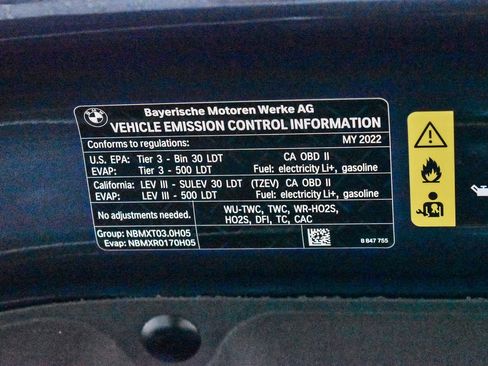 BMW
Bayerische Motoren Werke AG
VEHICLE EMISSION CONTROL INFORMATION
Conforms to regulations: MY 2022
U.S. EPA: Tier 3 - Bin 30 LDT CA OBD II
EVAP: Tier 3 - 500 LDT Fuel: electricity Li+, gasoline
California: LEV III - SULEV 30 LDT (TZEV) CA OBD II
EVAP: LEV III - 500 LDT Fuel: electricity Li+, gasoline
No adjustments needed. WU-TWC, TWC, WR-HO2S,
HO2S, DFI, TC, CAC
Group: NBMXT03.0H05
Evap: NBMXR0170H05
8 847 755